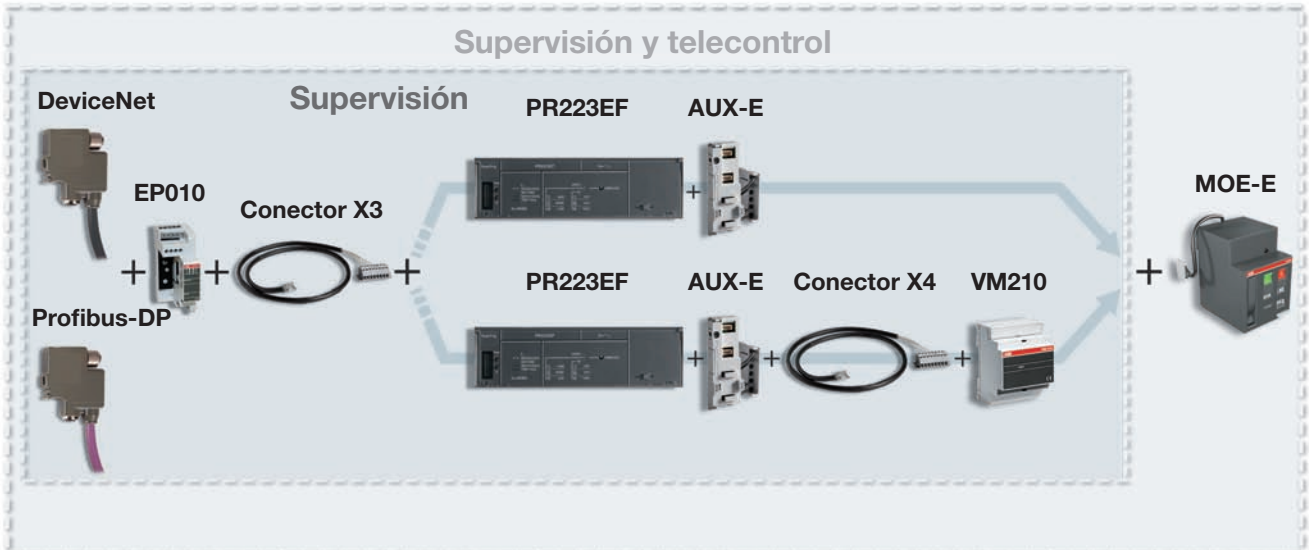 Supervisión y telecontrol
Supervisión
DeviceNet
EP010
Conector X3
PR223EF
AUX-E
MOE-E
Profibus-DP
PR223EF
AUX-E
Conector X4
VM210